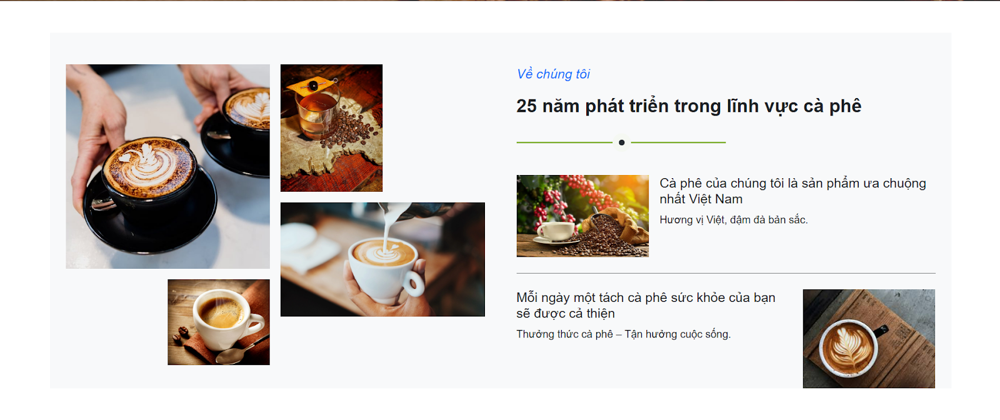 Về chúng tôi
25 năm phát triển trong lĩnh vực cà phê
Cà phê của chúng tôi là sản phẩm ưa chuộng
nhất Việt Nam
Hương vị Việt, đậm đà bản sắc.
Mỗi ngày một tách cà phê sức khỏe của bạn
sẽ được cả thiện
Thưởng thức cà phê – Tận hưởng cuộc sống.